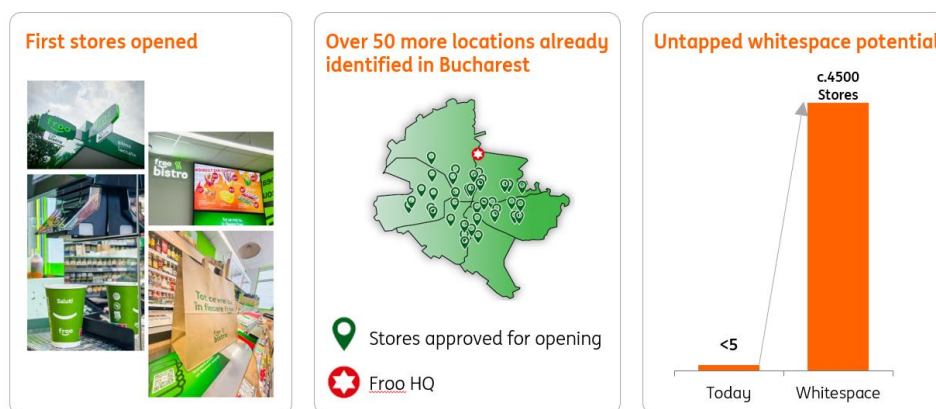 First stores opened
froo
froo
bistro
Salut!
froo
froo
bistro
Over 50 more locations already
identified in Bucharest
Stores approved for opening
Froo HQ
Untapped whitespace potential
c.4500
Stores
<5
Today
Whitespace